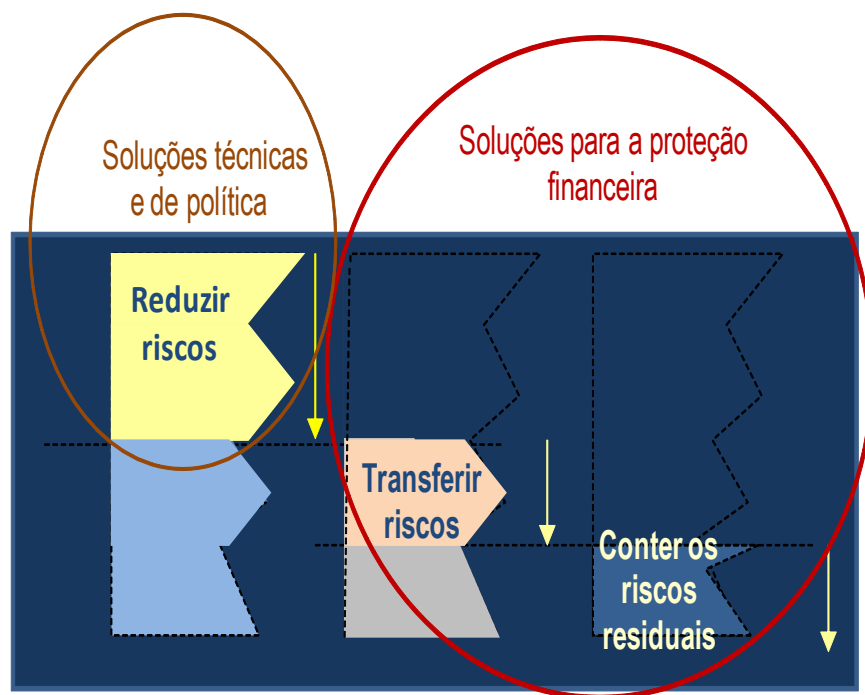 Soluções técnicas
e de política
Soluções para a proteção
financeira
Reduzir
riscos
Transferir
riscos
Conter os
riscos
residuais